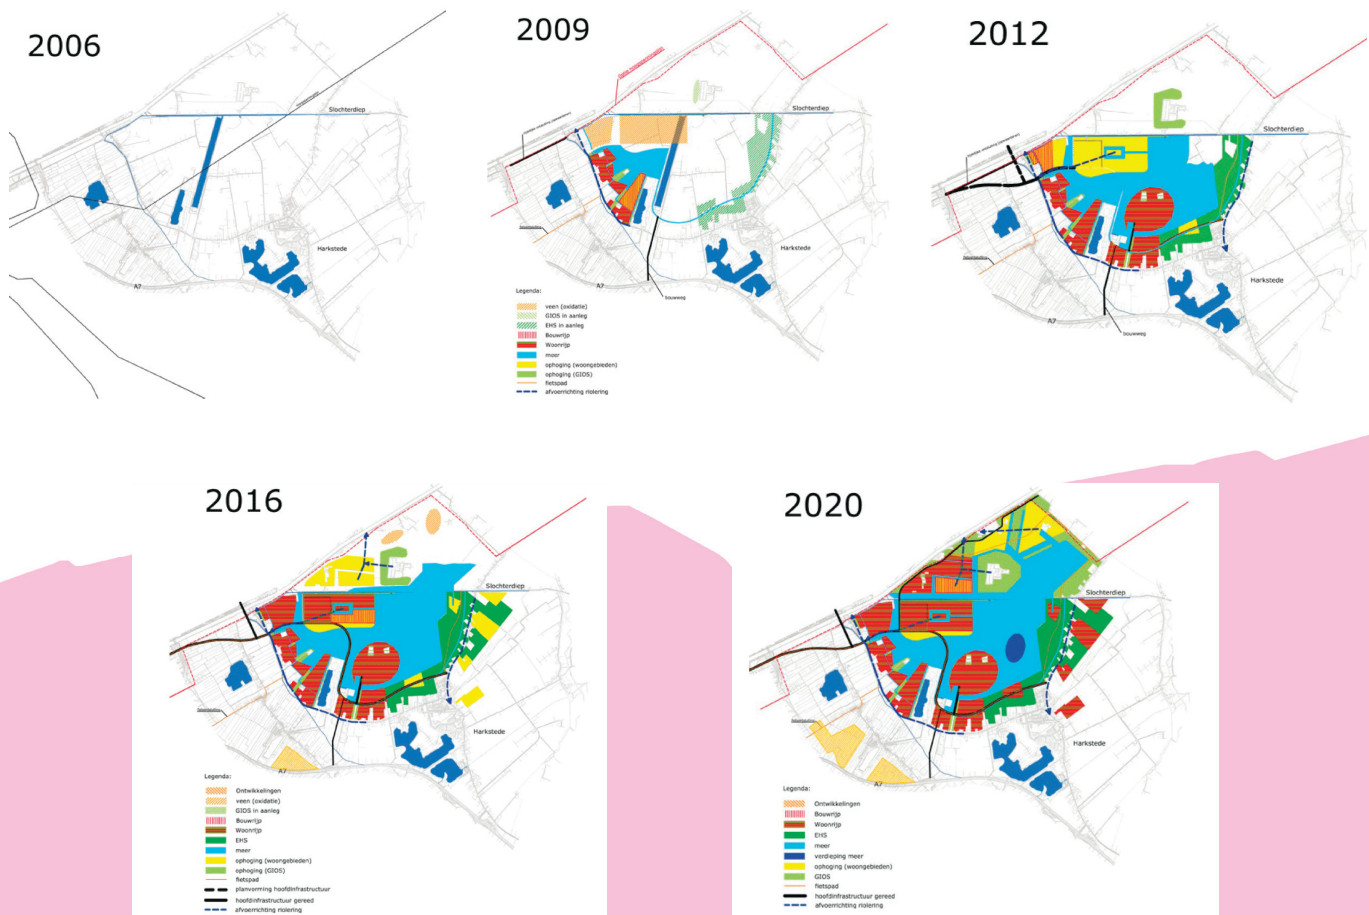 2006
Slochterdiep
Harkstede
A7
2009
Slochterdiep
Harkstede
A7
bouwweg
Legenda:
veen (oxidatie)
GIOS in aanleg
EHS in aanleg
Bouwrijp
Woonrijp
meer
ophoging (woongebieden)
ophoging (GIOS)
fietspad
afvoerrichting riolering
2012
Slochterdiep
Harkstede
A7
bouwweg
2016
Slochterdiep
Harkstede
A7
Legenda:
Ontwikkelingen
veen (oxidatie)
GIOS in aanleg
Bouwrijp
Woonrijp
EHS
meer
ophoging (woongebieden)
ophoging (GIOS)
fietspad
planvorming hoofdinfrastructuur
hoofdinfrastructuur gereed
afvoerrichting riolering
2020
Slochterdiep
Harkstede
A7
Legenda:
Ontwikkelingen
Bouwrijp
Woonrijp
EHS
meer
verdieping meer
ophoging (woongebieden)
GIOS
fietspad
hoofdinfrastructuur gereed
afvoerrichting riolering